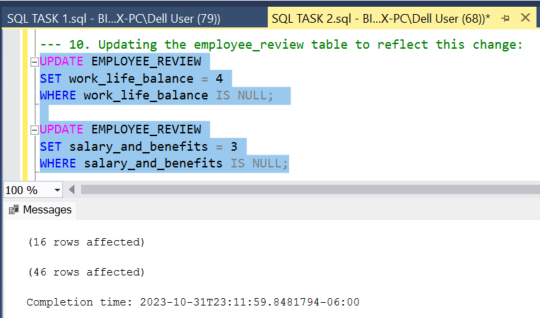 SQL TASK 1.sql - BI...X-PC\Dell User (79)) SQL TASK 2.sql - BI...X-PC\Dell User (68))*
--- 10. Updating the employee_review table to reflect this change:
UPDATE EMPLOYEE_REVIEW
SET work_life_balance = 4
WHERE work_life_balance IS NULL;
UPDATE EMPLOYEE_REVIEW
SET salary_and_benefits = 3
WHERE salary_and_benefits IS NULL;
100 %
Messages
(16 rows affected)
(46 rows affected)
Completion time: 2023-10-31T23:11:59.8481794-06:00